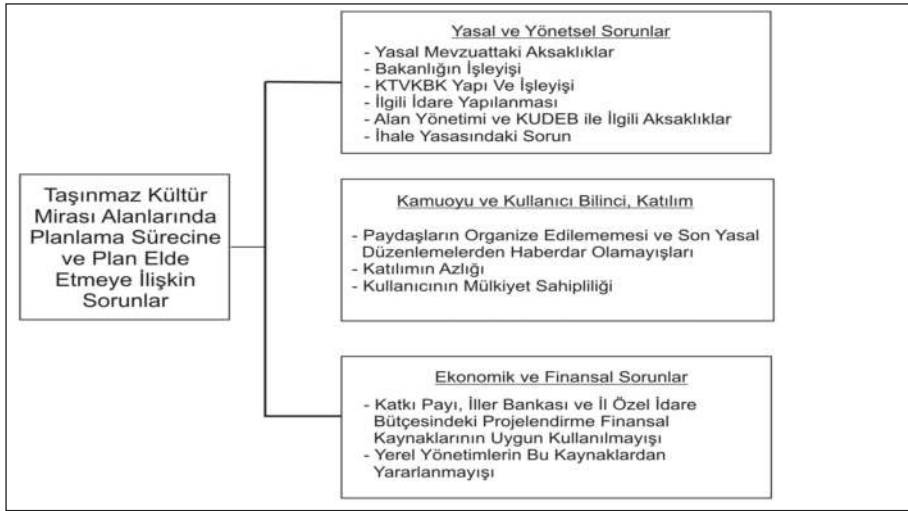 Taşınmaz Kültür
Mirası Alanlarında
Planlama Sürecine
ve Plan Elde
Etmeye İlişkin
Sorunlar
Yasal ve Yönetsel Sorunlar
- Yasal Mevzuattaki Aksaklıklar
- Bakanlığın İşleyişi
- KTVKBK Yapı Ve İşleyişi
- İlgili İdare Yapılanması
- Alan Yönetimi ve KUDEB ile İlgili Aksaklıklar
- İhale Yasasındaki Sorun
Kamuoyu ve Kullanıcı Bilinci, Katılım
- Paydaşların Organize Edilememesi ve Son Yasal
Düzenlemelerden Haberdar Olamayışları
- Katılımın Azlığı
- Kullanıcının Mülkiyet Sahipliliği
Ekonomik ve Finansal Sorunlar
- Katkı Payı, İller Bankası ve İl Özel İdare
Bütçesindeki Projelendirme Finansal
Kaynaklarının Uygun Kullanılmayışı
- Yerel Yönetimlerin Bu Kaynaklardan
Yararlanmayışı